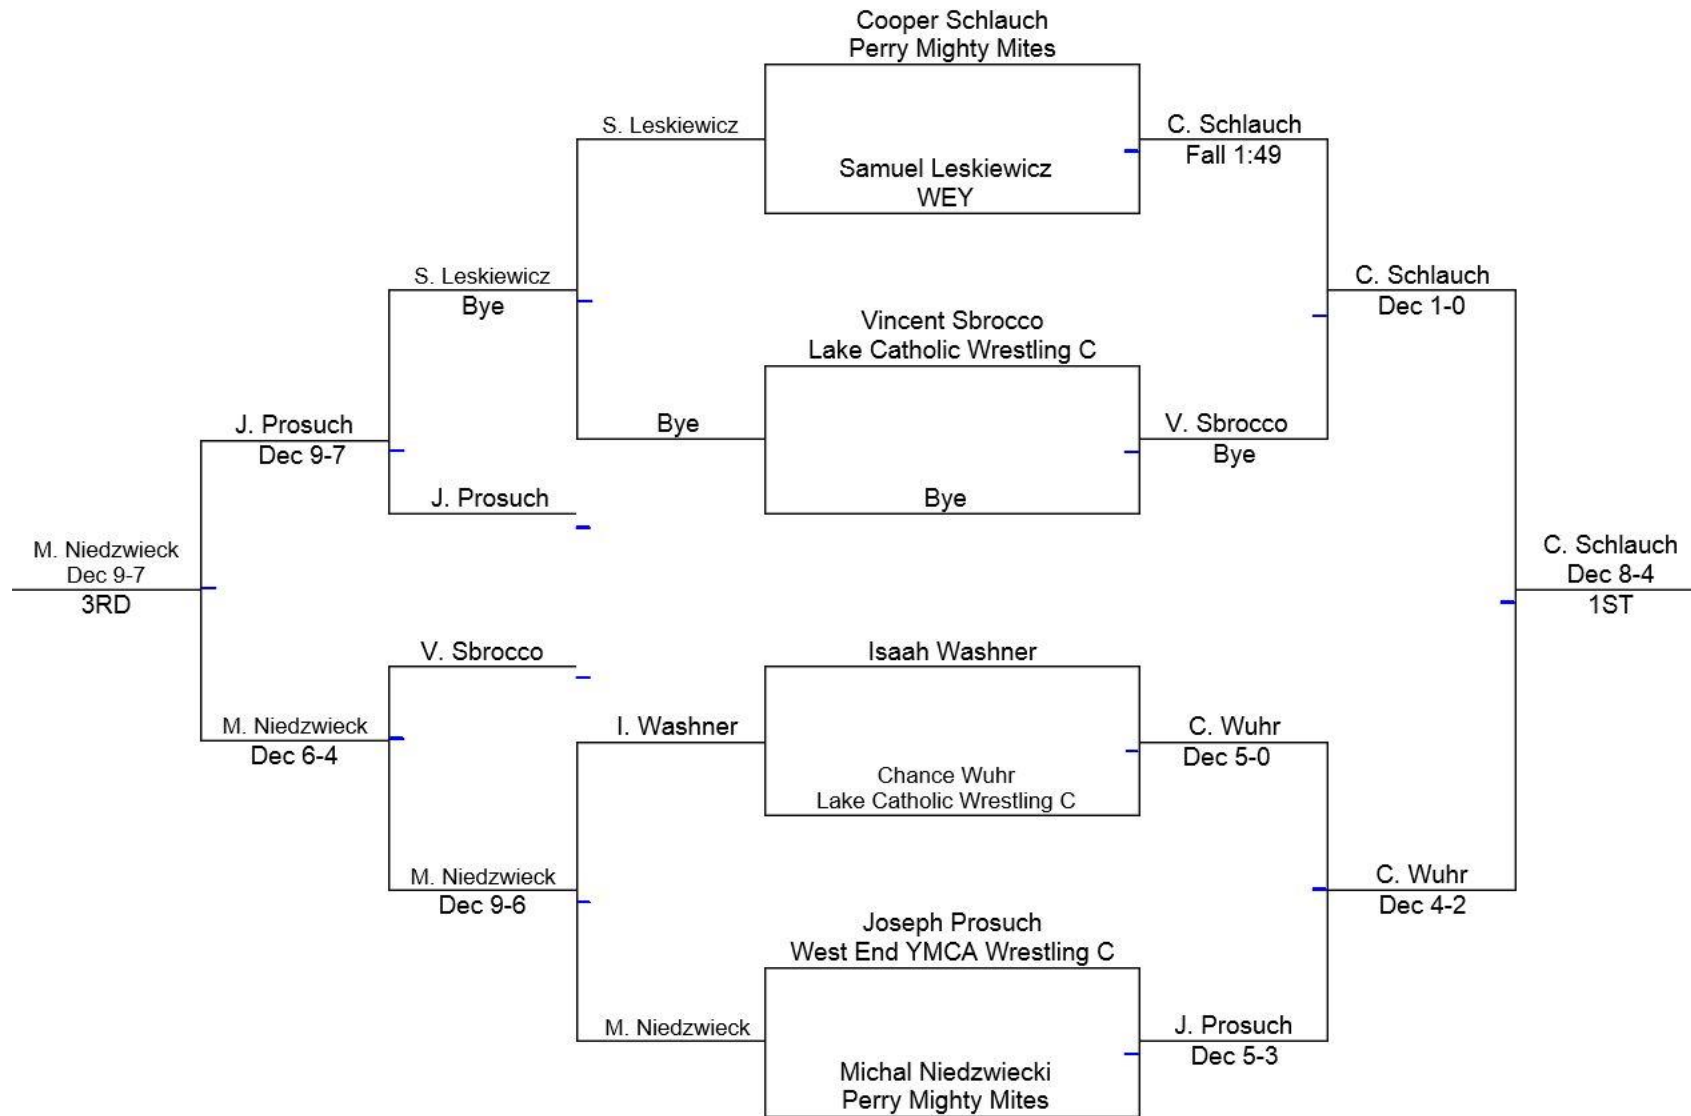 Cooper Schlauch
Perry Mighty Mites
S. Leskiewicz
C. Schlauch
Fall 1:49
Samuel Leskiewicz
WEY
S. Leskiewicz
Bye
C. Schlauch
Dec 1-0
Vincent Sbrocco
Lake Catholic Wrestling C
J. Prosuch
Dec 9-7
Bye
V. Sbrocco
Bye
J. Prosuch
Bye
M. Niedzwieck
Dec 9-7
3RD
C. Schlauch
Dec 8-4
1ST
V. Sbrocco
Isaah Washner
M. Niedzwieck
Dec 6-4
I. Washner
C. Wuhr
Dec 5-0
Chance Wuhr
Lake Catholic Wrestling C
M. Niedzwieck
Dec 9-6
C. Wuhr
Dec 4-2
Joseph Prosuch
West End YMCA Wrestling C
M. Niedzwieck
J. Prosuch
Dec 5-3
Michal Niedzwiecki
Perry Mighty Mites